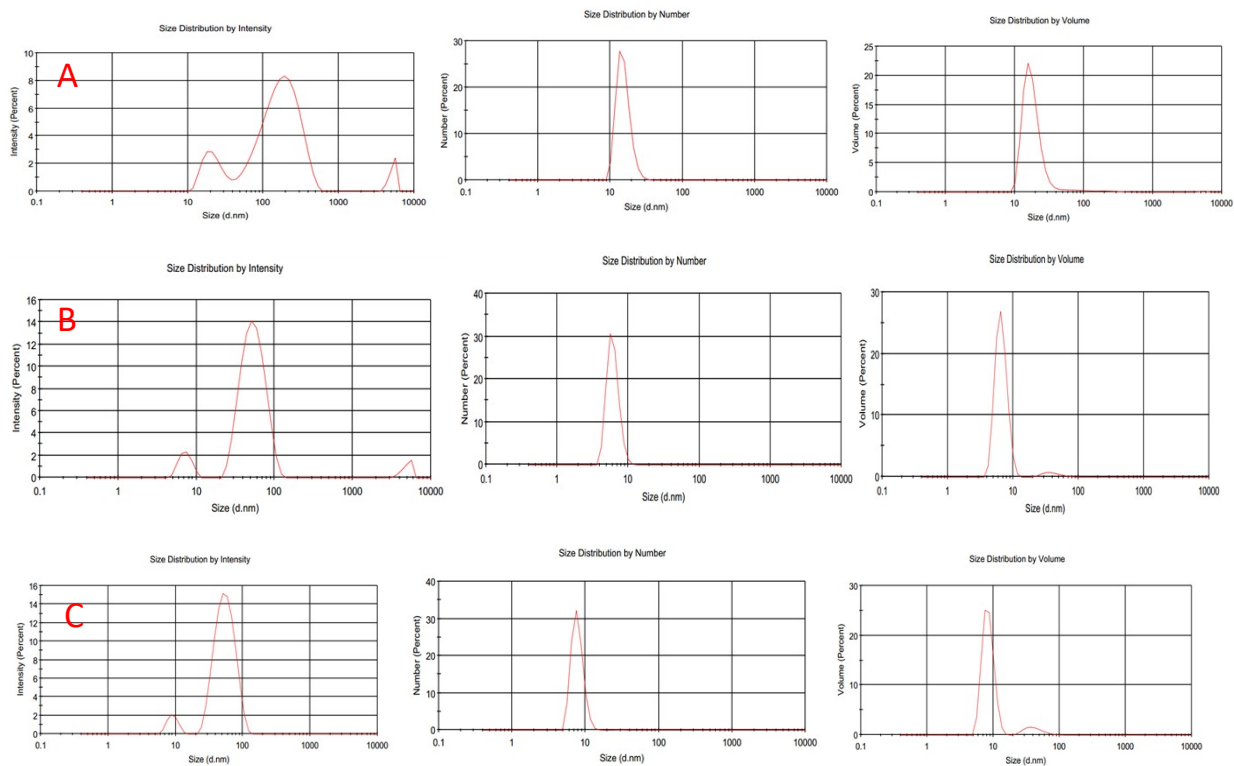 Size Distribution by Intensity
A
Intensity (Percent)
10
8
6
4
2
0
0.1 1 10 100 1000 10000
Size (d.nm)
Size Distribution by Number
Number (Percent)
30
20
10
0
0.1 1 10 100 1000 10000
Size (d.nm)
Size Distribution by Volume
Volume (Percent)
25
20
15
10
5
0
0.1 1 10 100 1000 10000
Size (d.nm)
Size Distribution by Intensity
B
Intensity (Percent)
16
14
12
10
8
6
4
2
0
0.1 1 10 100 1000 10000
Size (d.nm)
Size Distribution by Number
Number (Percent)
40
30
20
10
0
0.1 1 10 100 1000 10000
Size (d.nm)
Size Distribution by Volume
Volume (Percent)
30
20
10
0
0.1 1 10 100 1000 10000
Size (d.nm)
Size Distribution by Intensity
C
Intensity (Percent)
16
14
12
10
8
6
4
2
0
0.1 1 10 100 1000 10000
Size (d.nm)
Size Distribution by Number
Number (Percent)
40
30
20
10
0
0.1 1 10 100 1000 10000
Size (d.nm)
Size Distribution by Volume
Volume (Percent)
30
20
10
0
0.1 1 10 100 1000 10000
Size (d.nm)